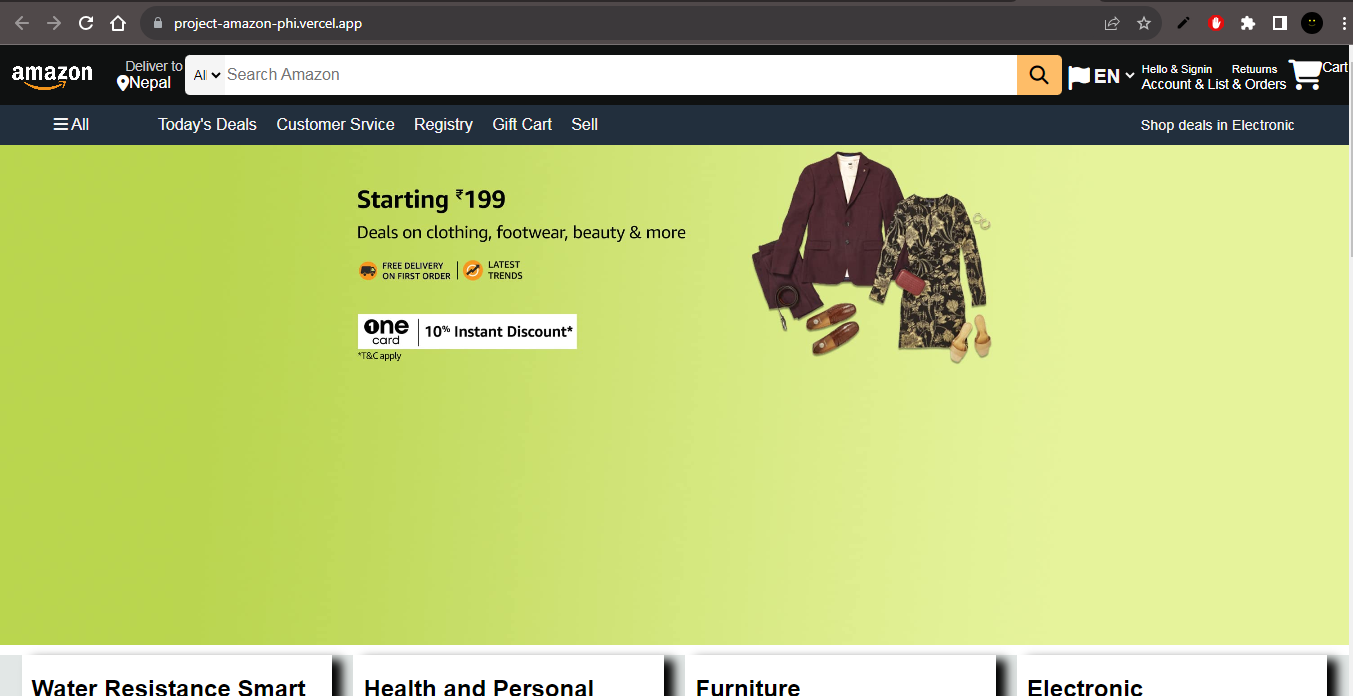 project-amazon-phi.vercel.app
amazon
Deliver to
Nepal
All
Search Amazon
EN
Hello & Signin
Account & List
Retuurns
& Orders
Cart
All
Today's Deals
Customer Srvice
Registry
Gift Cart
Sell
Shop deals in Electronic
Starting ₹199
Deals on clothing, footwear, beauty & more
FREE DELIVERY
ON FIRST ORDER
LATEST
TRENDS
one
card
10% Instant Discount*
*T&C apply
Water Resistance Smart
Health and Personal
Furniture
Electronic